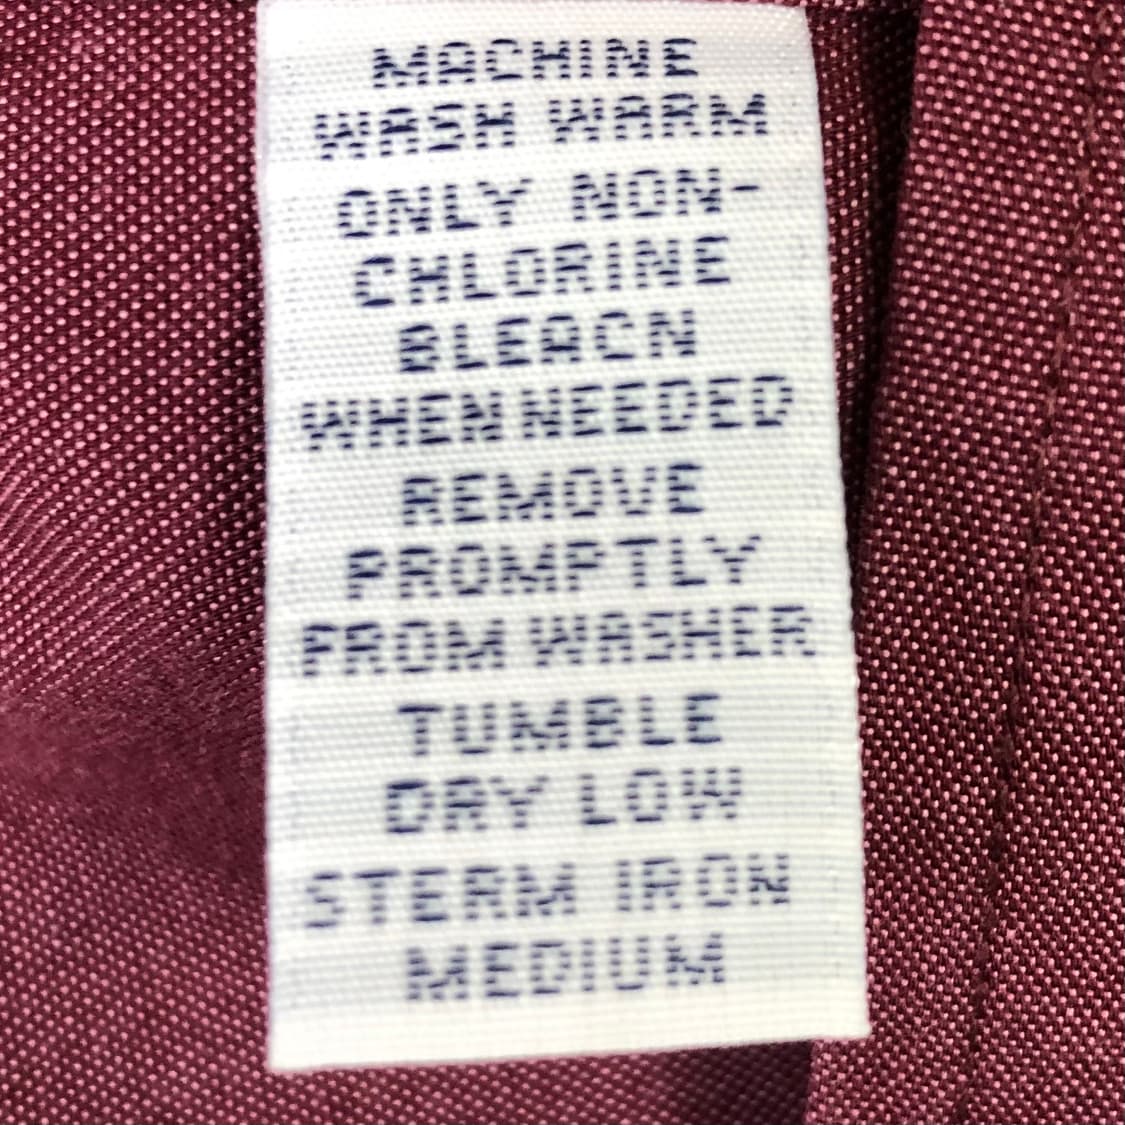 MACHINE
WASH WARM
ONLY NON-
CHLORINE
BLEACN
WHEN NEEDED
REMOVE
PROMPTLY
FROM WASHER
TUMBLE
DRY LOW
STERM IRON
MEDIUM